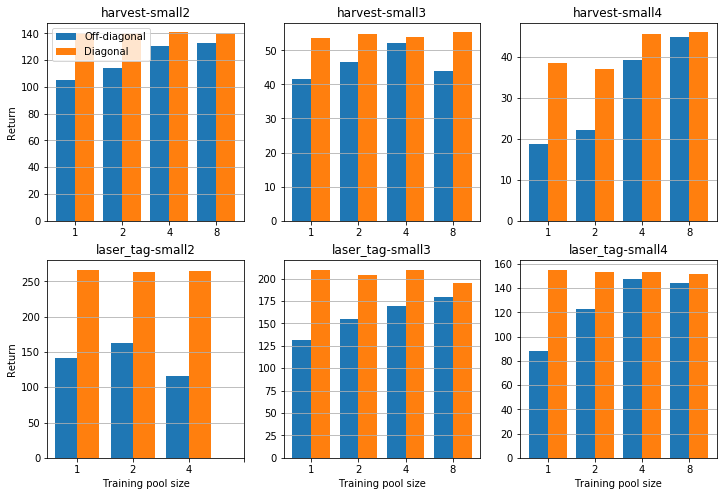 harvest-small2
harvest-small3
harvest-small4
Off-diagonal
Diagonal
Return
0
20
40
60
80
100
120
140
1 2 4 8
0
10
20
30
40
50
1 2 4 8
0
10
20
30
40
1 2 4 8
laser_tag-small2
laser_tag-small3
laser_tag-small4
Return
0
50
100
150
200
250
1 2 4
Training pool size
0
25
50
75
100
125
150
175
200
1 2 4 8
Training pool size
0
20
40
60
80
100
120
140
160
1 2 4 8
Training pool size